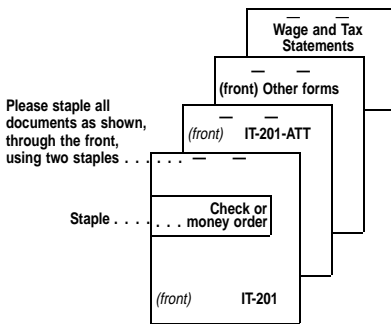 Wage and Tax
Statements
(front) Other forms
Please staple all
documents as shown,
through the front,
using two staples . . . . . .
(front) IT-201-ATT
Check or
Staple . . . . . . . money order
(front) IT-201